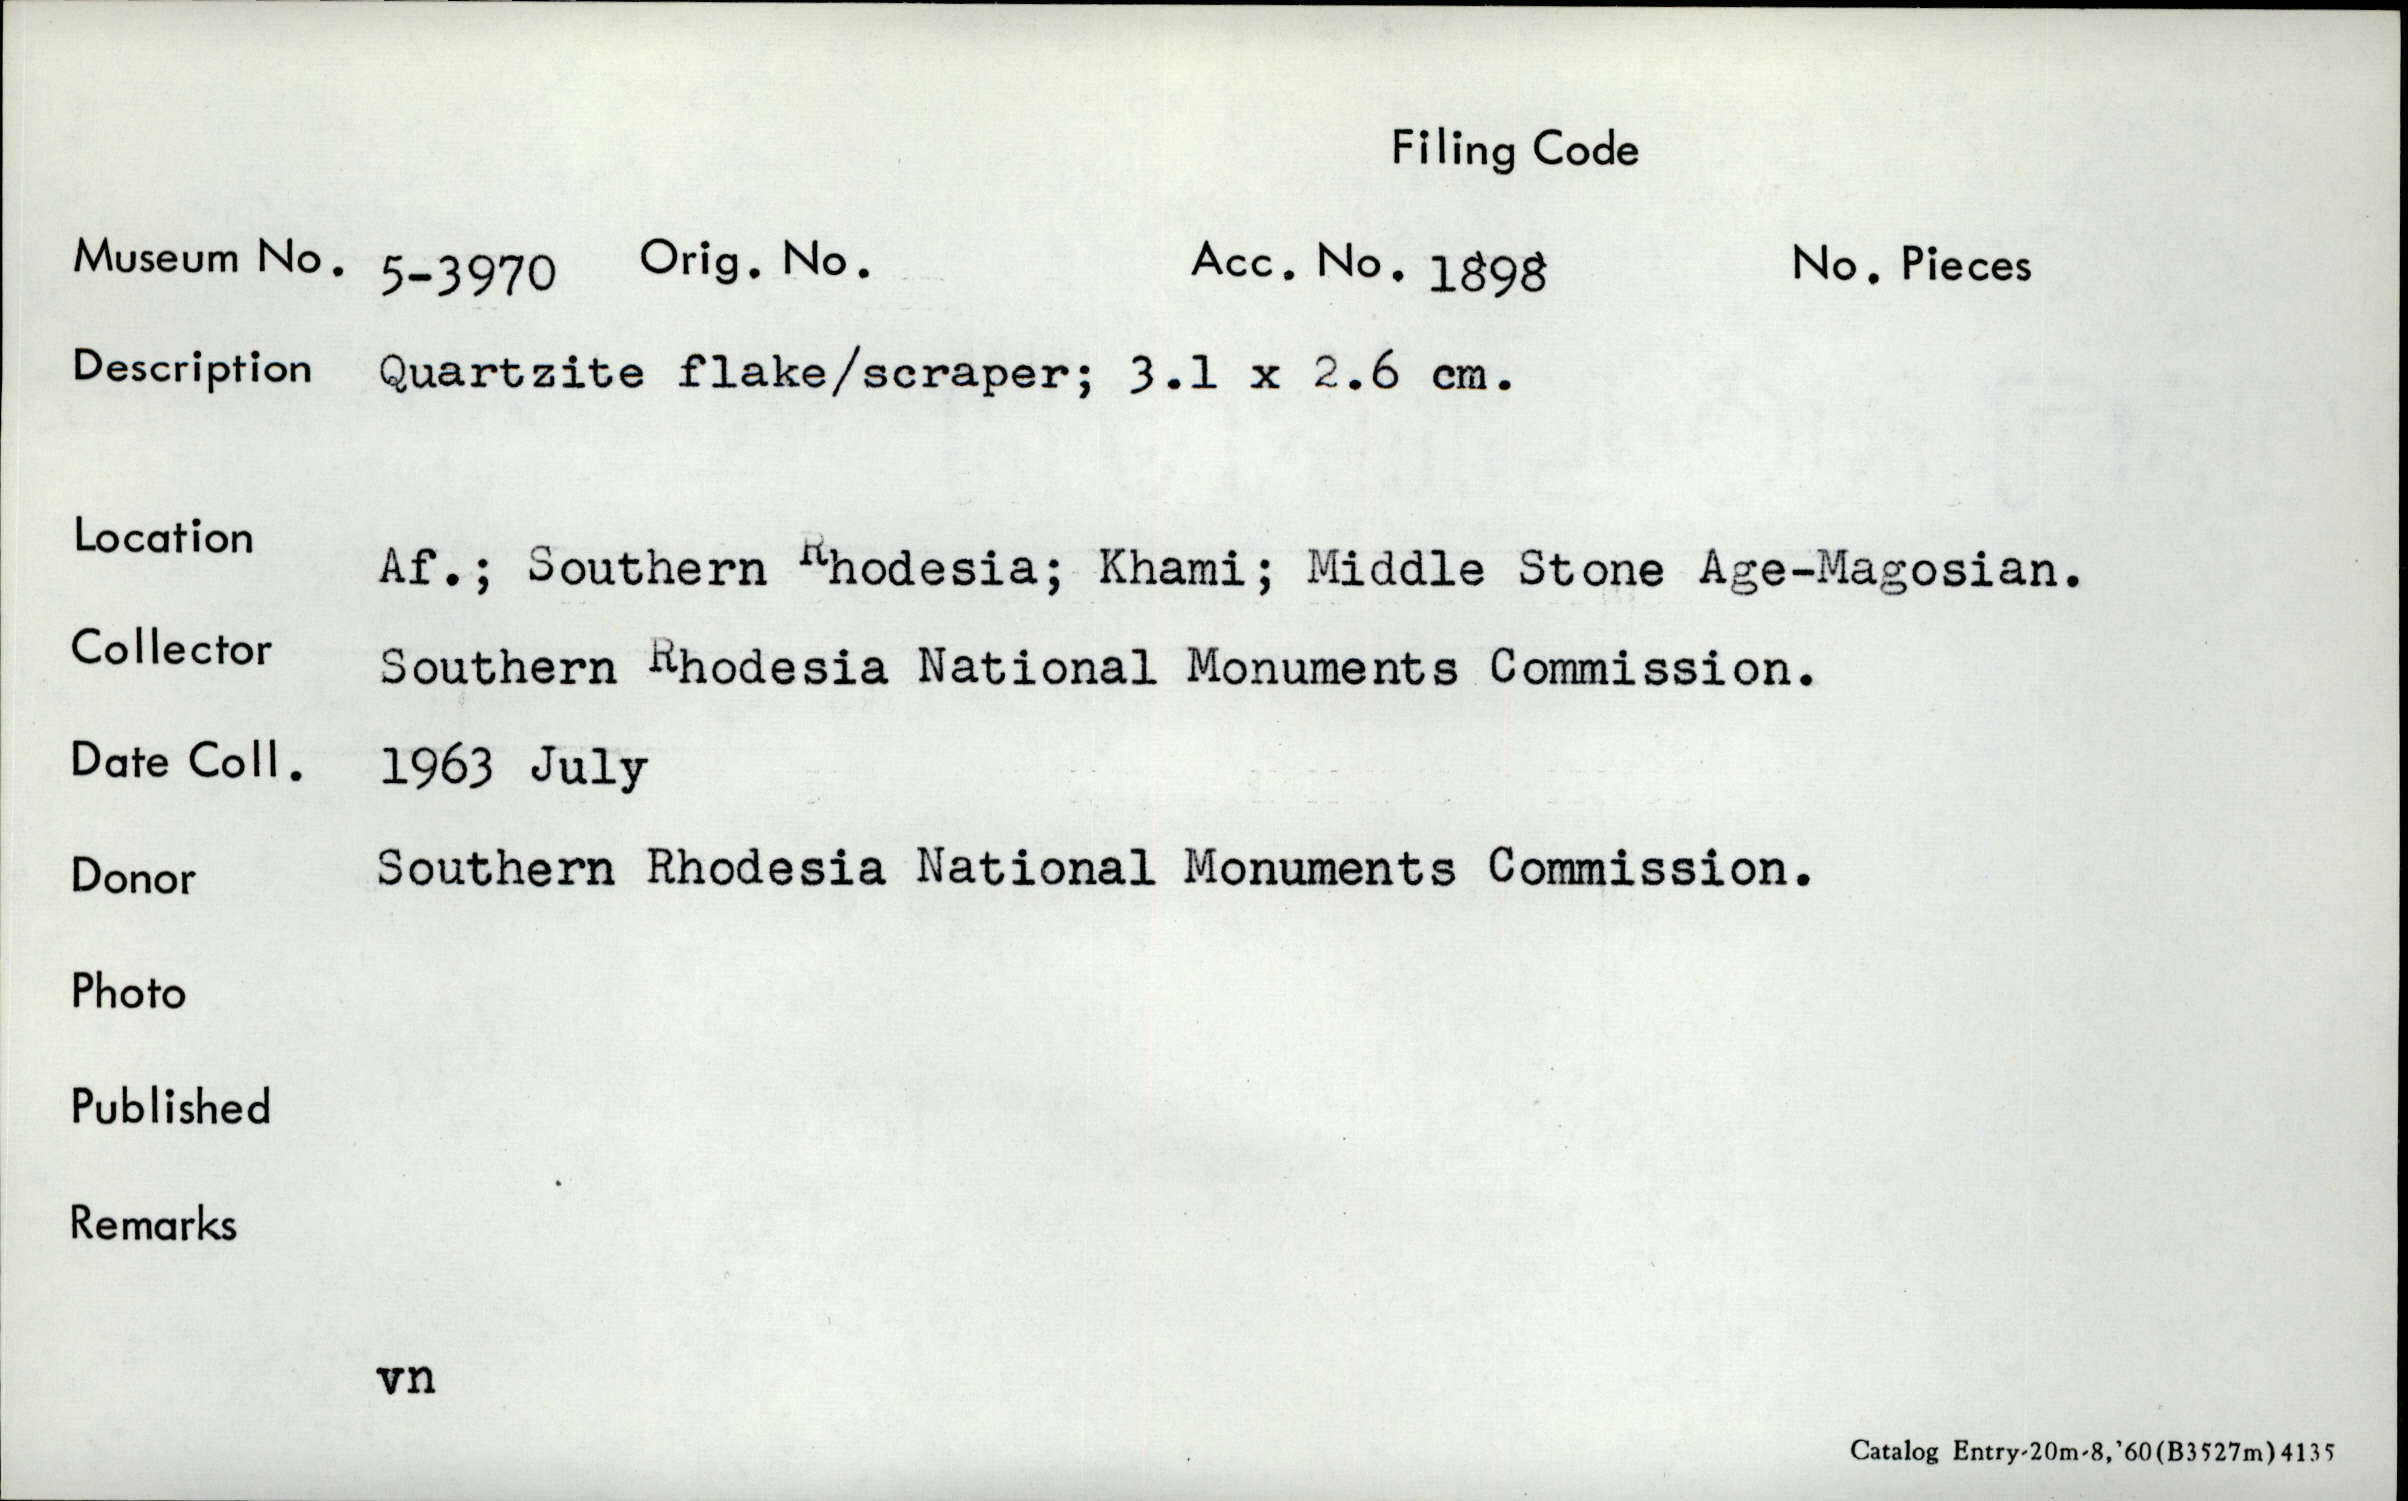 Filing Code
Museum No. 5-3970 Orig. No. Acc. No. 1898 No. Pieces
Description Quartzite flake/scraper; 3.1 x 2.6 cm.
Location Af.; Southern Rhodesia; Khami; Middle Stone Age-Magosian.
Collector Southern Rhodesia National Monuments Commission.
Date Coll. 1963 July
Donor Southern Rhodesia National Monuments Commission.
Photo
Published
Remarks
vn
Catalog Entry-20m-8,'60(B3527m)4135